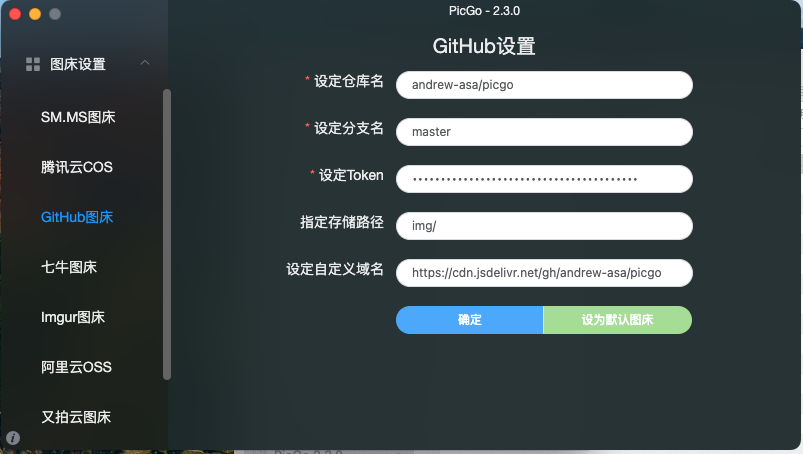 PicGo - 2.3.0
图床设置
SM.MS图床
腾讯云COS
GitHub图床
七牛图床
Imgur图床
阿里云OSS
又拍云图床
GitHub设置
* 设定仓库名
andrew-asa/picgo
* 设定分支名
master
* 设定Token
指定存储路径
img/
设定自定义域名
https://cdn.jsdelivr.net/gh/andrew-asa/picgo
确定
设为默认图床